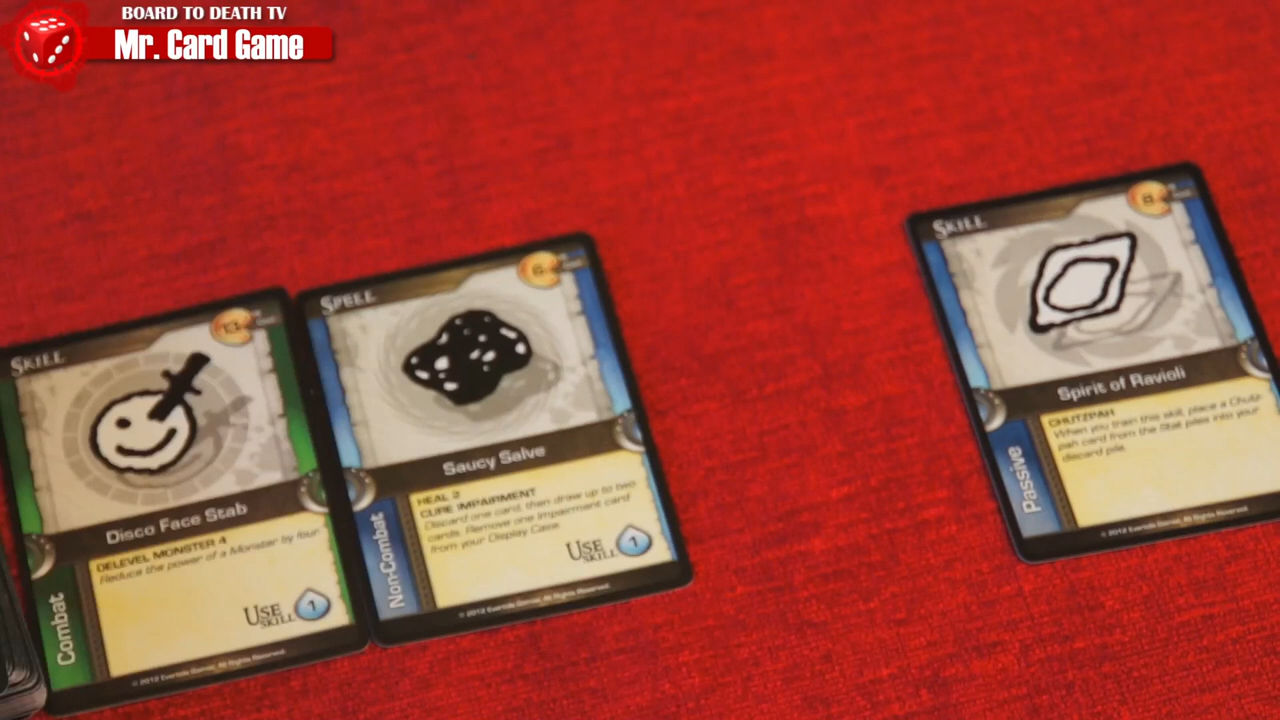 BOARD TO DEATH TV
Mr. Card Game
SKILL
13
Disco Face Stab
DELEVEL MONSTER 4
Reduce the power of a Monster by four
USE SKILL 1
Combat
© 2012 Evertide Games, All Rights Reserved.
SPELL
6
Saucy Salve
HEAL 2
CURE IMPAIRMENT
Discard one card, then draw up to two
cards. Remove one Impairment card
from your Display Case.
USE SKILL 1
Non-Combat
© 2012 Evertide Games, All Rights Reserved.
SKILL
Spirit of Ravioli
CHUTZPAH
When you train this skill, place a Chutz-
pah card from the Stat piles into your
discard pile.
Passive
© 2012 Evertide Games, All Rights Reserved.